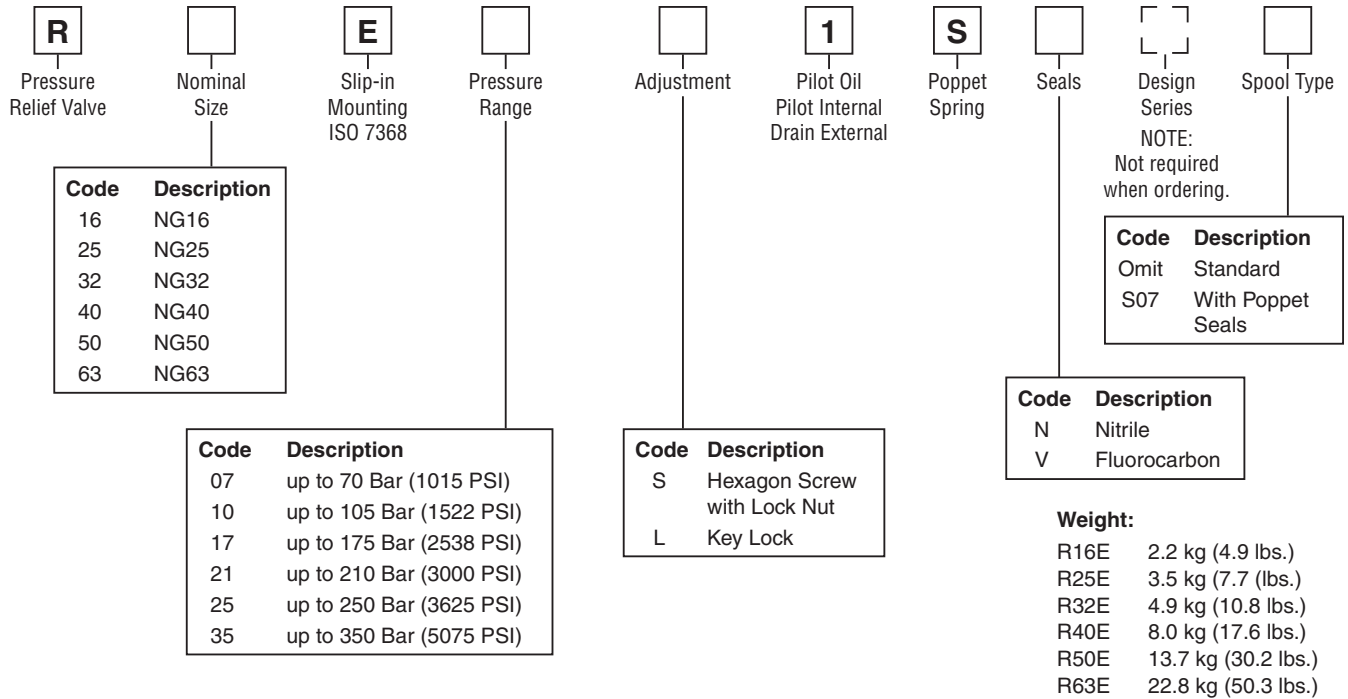 R E 1 S
Pressure Relief Valve
Nominal Size
Slip-in Mounting ISO 7368
Pressure Range
Adjustment
Pilot Oil Pilot Internal Drain External
Poppet Spring
Seals
Design Series
NOTE: Not required when ordering.
Spool Type
Code Description
16 NG16
25 NG25
32 NG32
40 NG40
50 NG50
63 NG63
Code Description
Omit Standard
S07 With Poppet
Seals
Code Description
07 up to 70 Bar (1015 PSI)
10 up to 105 Bar (1522 PSI)
17 up to 175 Bar (2538 PSI)
21 up to 210 Bar (3000 PSI)
25 up to 250 Bar (3625 PSI)
35 up to 350 Bar (5075 PSI)
Code Description
S Hexagon Screw
with Lock Nut
L Key Lock
Code Description
N Nitrile
V Fluorocarbon
Weight:
R16E 2.2 kg (4.9 lbs.)
R25E 3.5 kg (7.7 (lbs.)
R32E 4.9 kg (10.8 lbs.)
R40E 8.0 kg (17.6 lbs.)
R50E 13.7 kg (30.2 lbs.)
R63E 22.8 kg (50.3 lbs.)